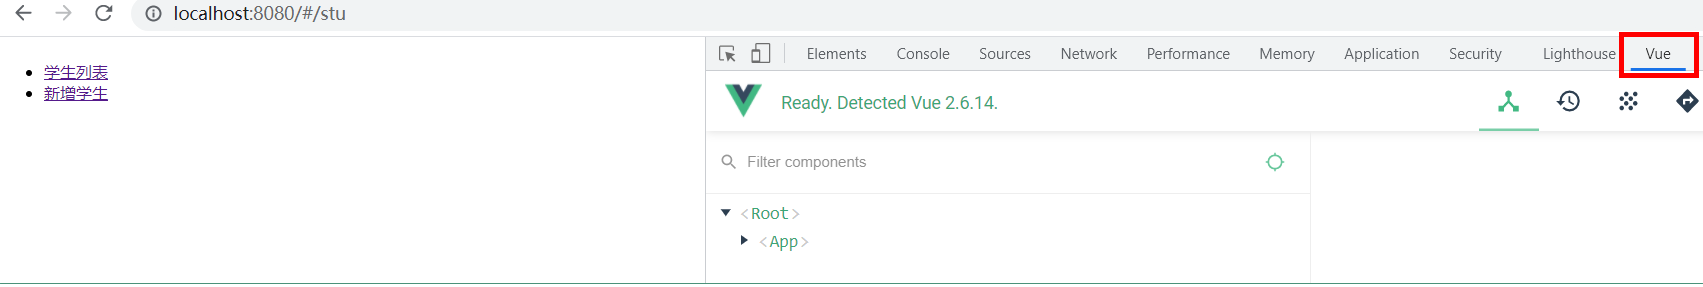 localhost:8080/#/stu
学生列表
新增学生
Elements Console Sources Network Performance Memory Application Security Lighthouse Vue
Ready. Detected Vue 2.6.14.
Filter components
<Root>
<App>